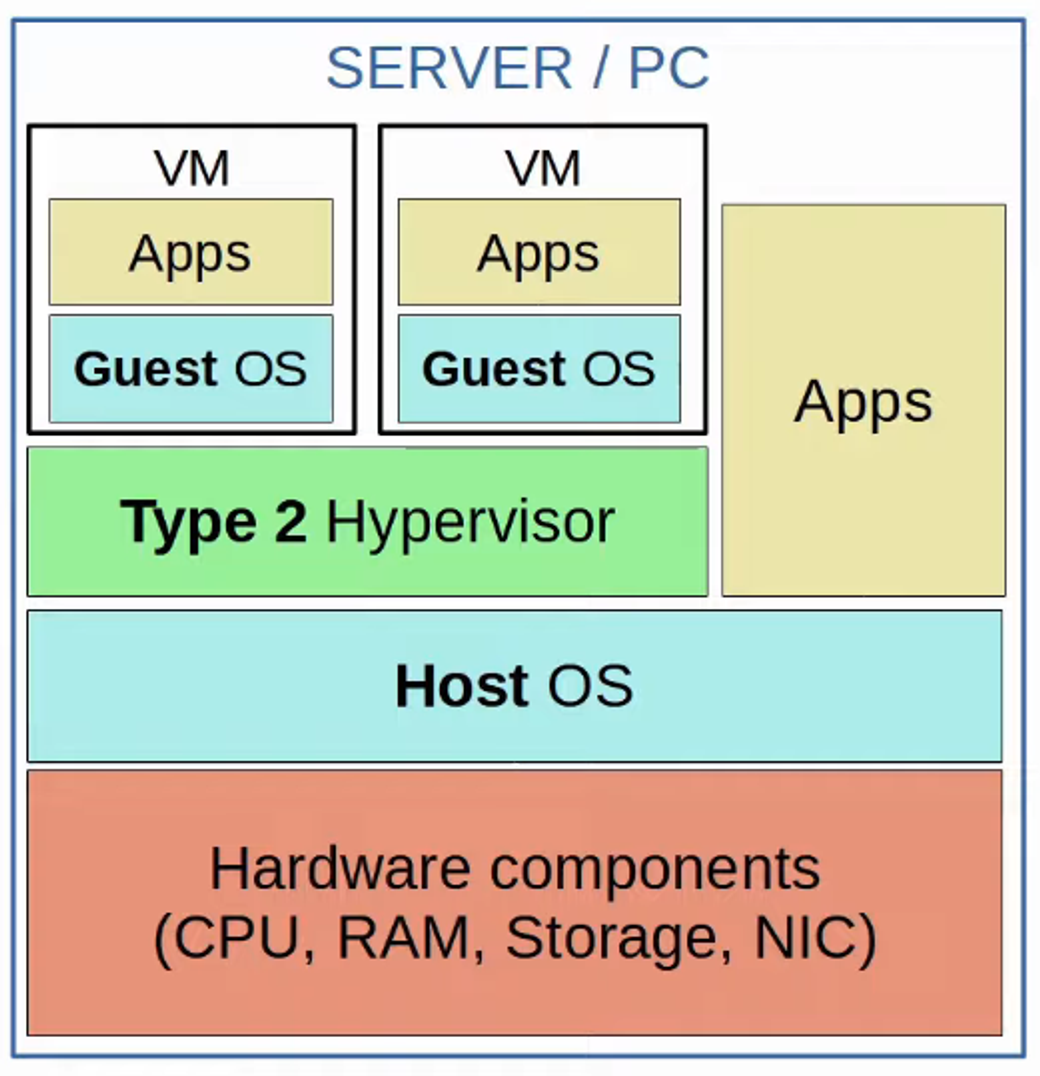 SERVER / PC
VM
Apps
Guest OS
VM
Apps
Guest OS
Apps
Type 2 Hypervisor
Host OS
Hardware components
(CPU, RAM, Storage, NIC)